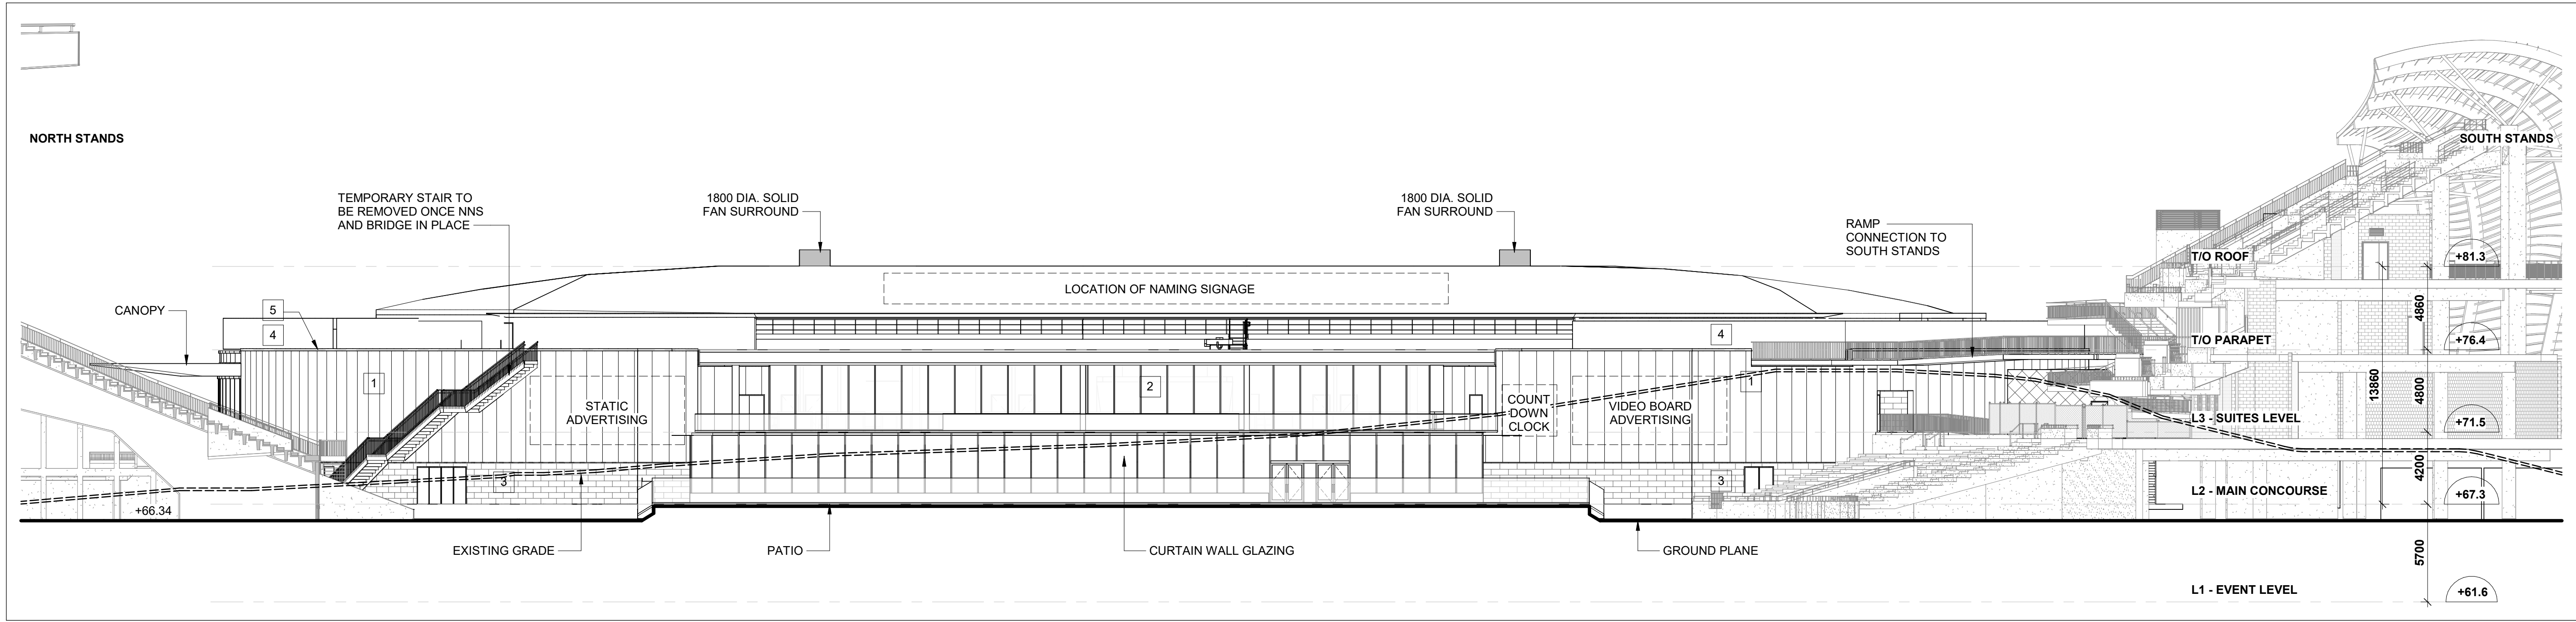 NORTH STANDS
SOUTH STANDS
TEMPORARY STAIR TO
BE REMOVED ONCE NNS
AND BRIDGE IN PLACE
1800 DIA. SOLID
FAN SURROUND
1800 DIA. SOLID
FAN SURROUND
RAMP
CONNECTION TO
SOUTH STANDS
T/O ROOF
+81.3
LOCATION OF NAMING SIGNAGE
CANOPY
5
4
4
4860
T/O PARAPET
+76.4
1
2
1
13860
4800
STATIC
ADVERTISING
COUNT
DOWN
CLOCK
VIDEO BOARD
ADVERTISING
L3 - SUITES LEVEL
+71.5
4200
3
3
L2 - MAIN CONCOURSE
+67.3
+66.34
EXISTING GRADE
PATIO
CURTAIN WALL GLAZING
GROUND PLANE
5700
L1 - EVENT LEVEL
+61.6